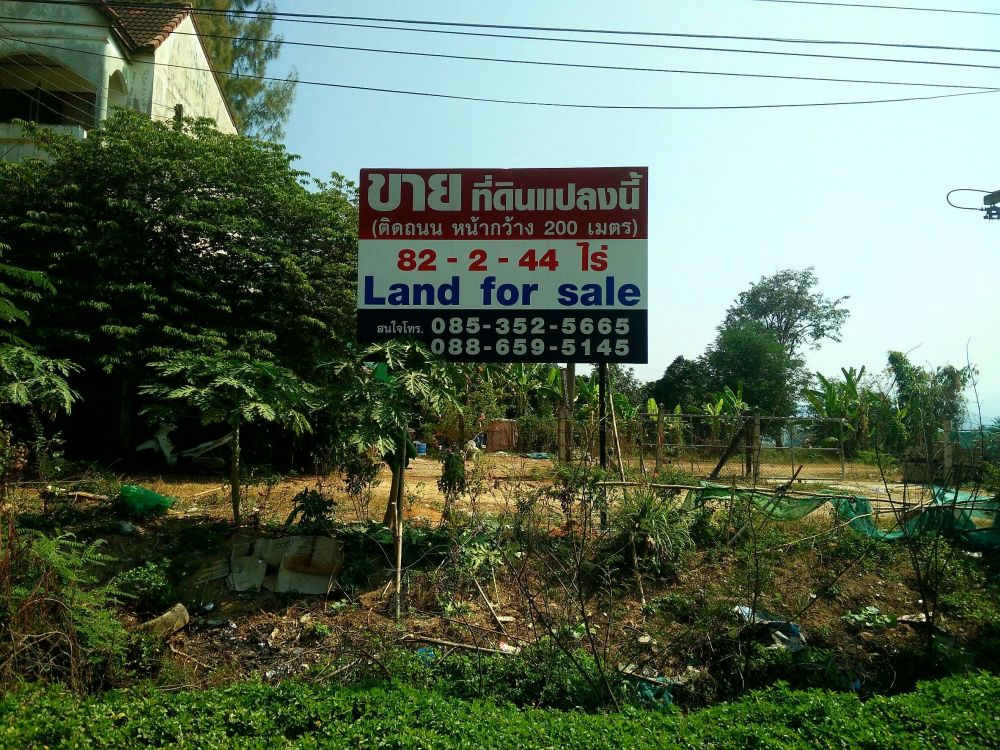 ขาย ที่ดินแปลงนี้
(ติดถนน หน้ากว้าง 200 เมตร)
82 - 2 - 44 ไร่
Land for sale
สนใจโทร. 085-352-5665
088-659-5145